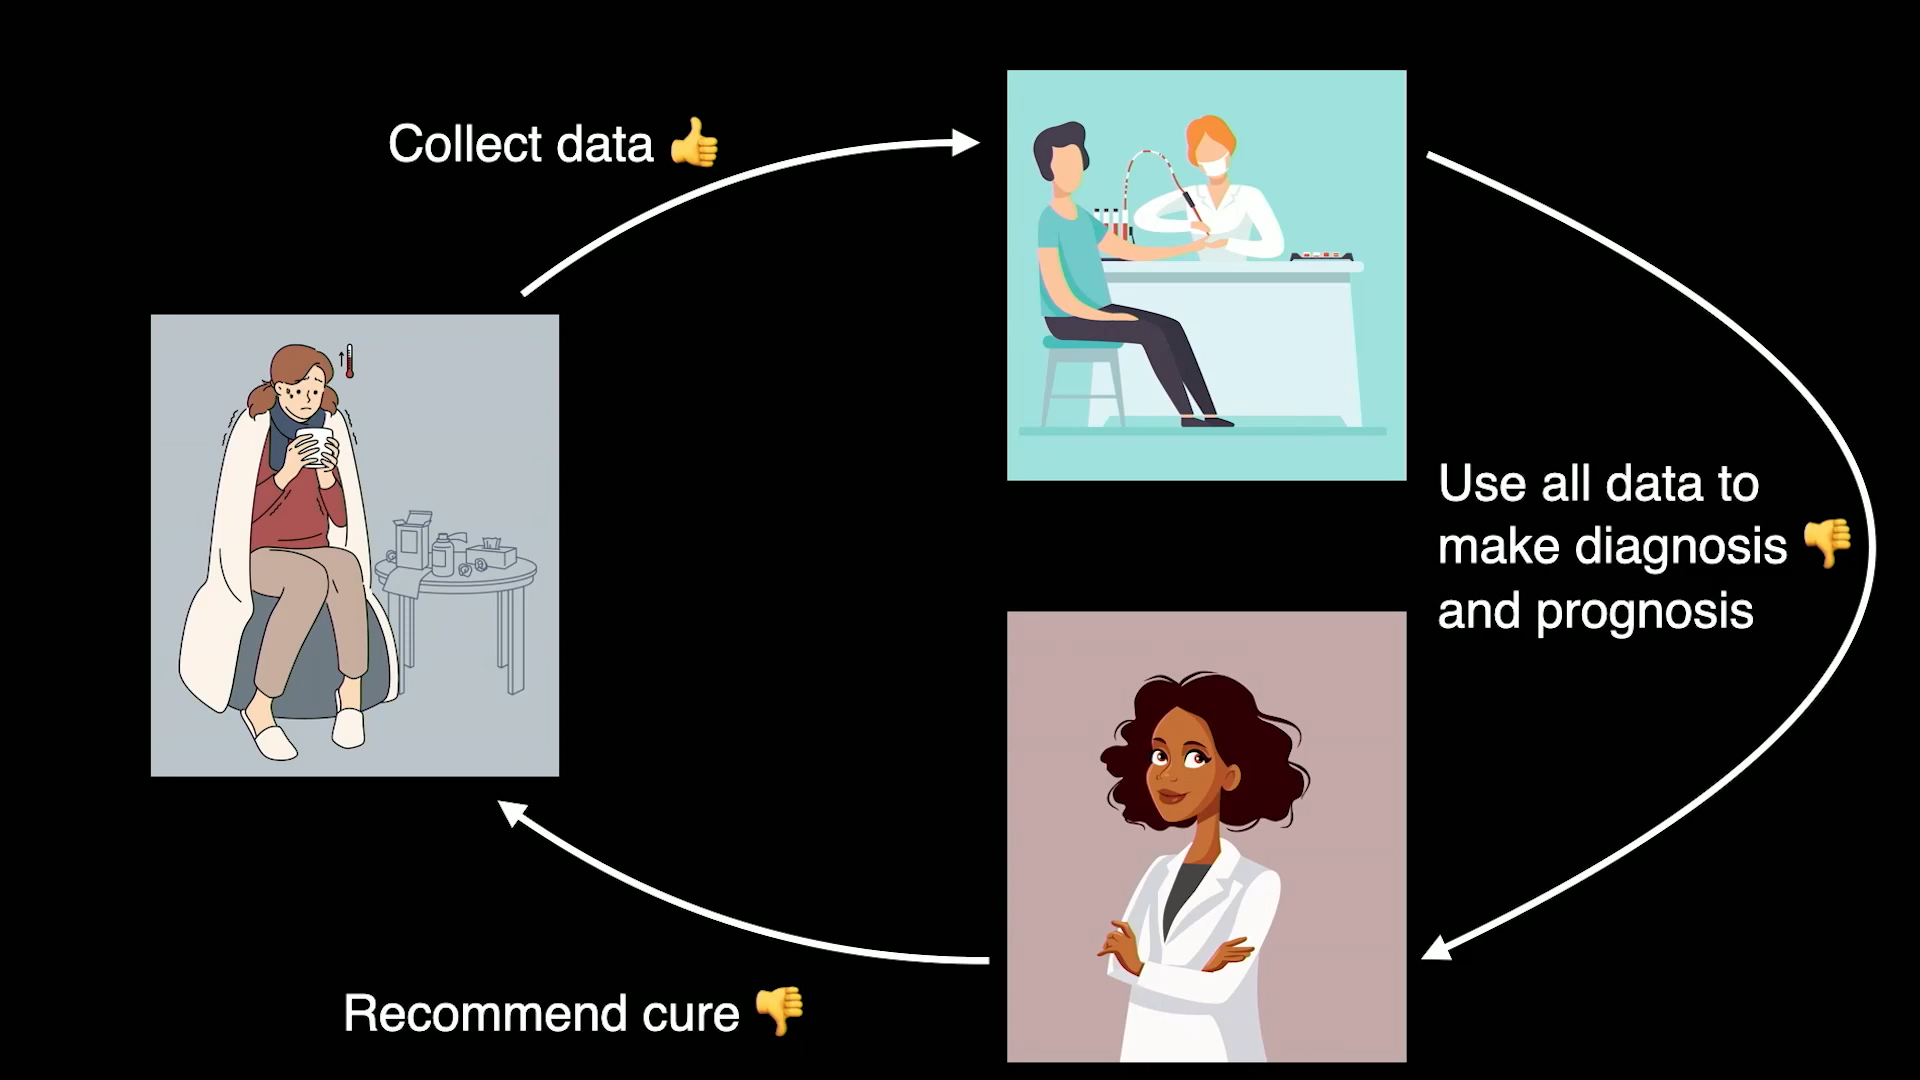 Collect data 👍
Use all data to
make diagnosis 👎
and prognosis
Recommend cure 👎